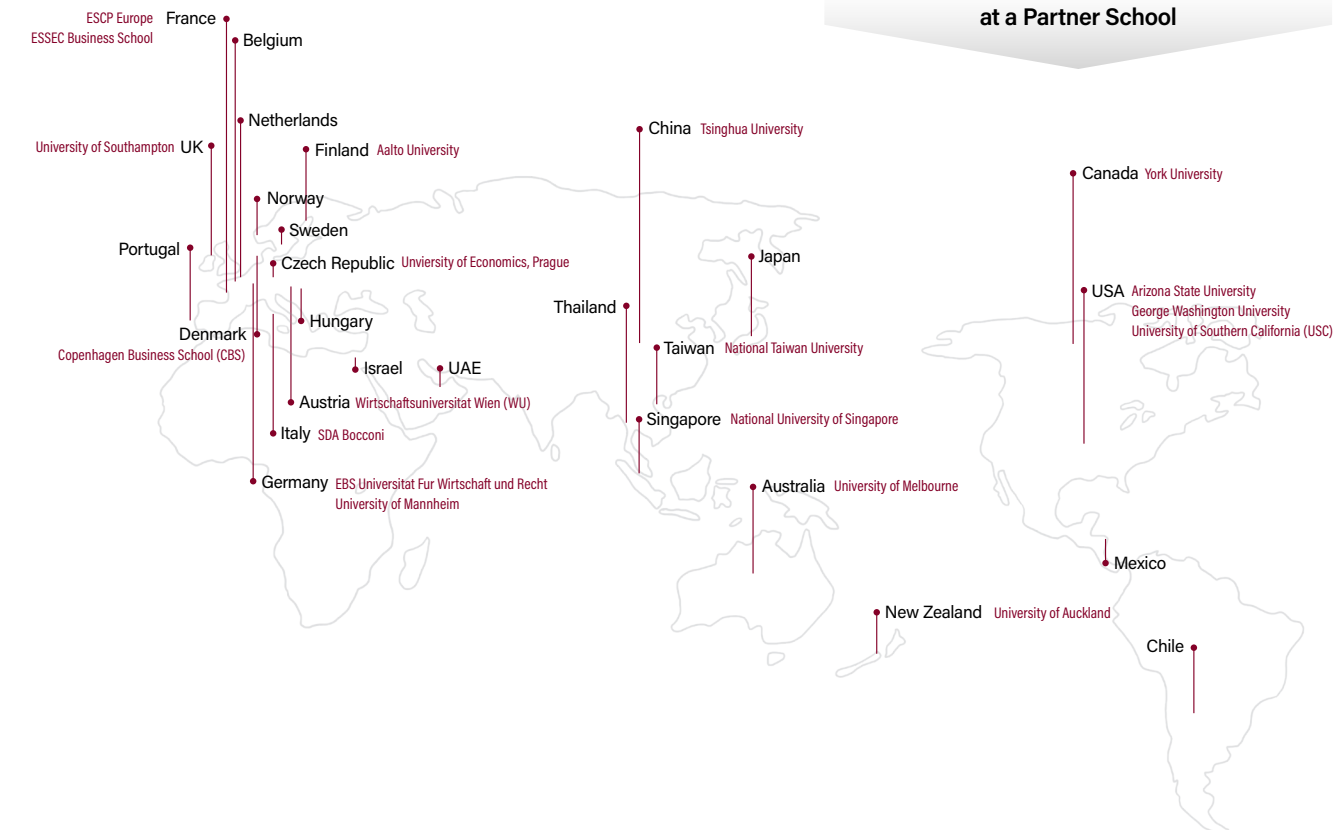 at a Partner School
ESCP Europe France
ESSEC Business School
Belgium
Netherlands
University of Southampton UK
Finland Aalto University
Norway
Sweden
Portugal
Czech Republic Unviersity of Economics, Prague
Hungary
Denmark
Copenhagen Business School (CBS)
Israel
UAE
Austria Wirtschaftsuniversitat Wien (WU)
Italy SDA Bocconi
Germany EBS Universitat Fur Wirtschaft und Recht
University of Mannheim
China Tsinghua University
Japan
Thailand
Taiwan National Taiwan University
Singapore National University of Singapore
Australia University of Melbourne
New Zealand University of Auckland
Canada York University
USA Arizona State University
George Washington University
University of Southern California (USC)
Mexico
Chile